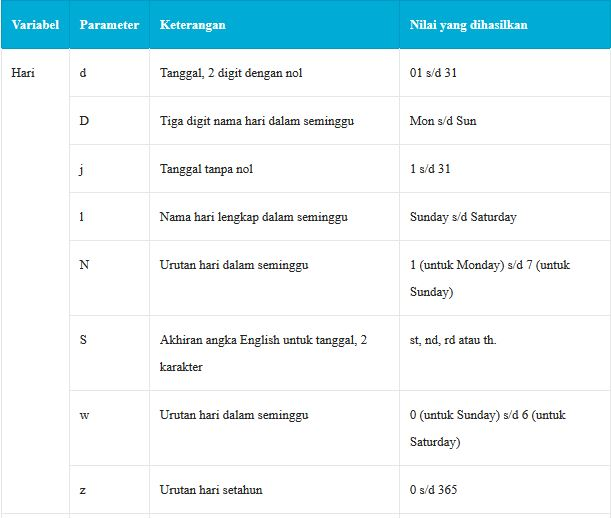 Variabel Parameter Keterangan Nilai yang dihasilkan
Hari d Tanggal, 2 digit dengan nol 01 s/d 31
D Tiga digit nama hari dalam seminggu Mon s/d Sun
j Tanggal tanpa nol 1 s/d 31
l Nama hari lengkap dalam seminggu Sunday s/d Saturday
N Urutan hari dalam seminggu 1 (untuk Monday) s/d 7 (untuk
Sunday)
S Akhiran angka English untuk tanggal, 2 st, nd, rd atau th.
karakter
w Urutan hari dalam seminggu 0 (untuk Sunday) s/d 6 (untuk
Saturday)
z Urutan hari setahun 0 s/d 365